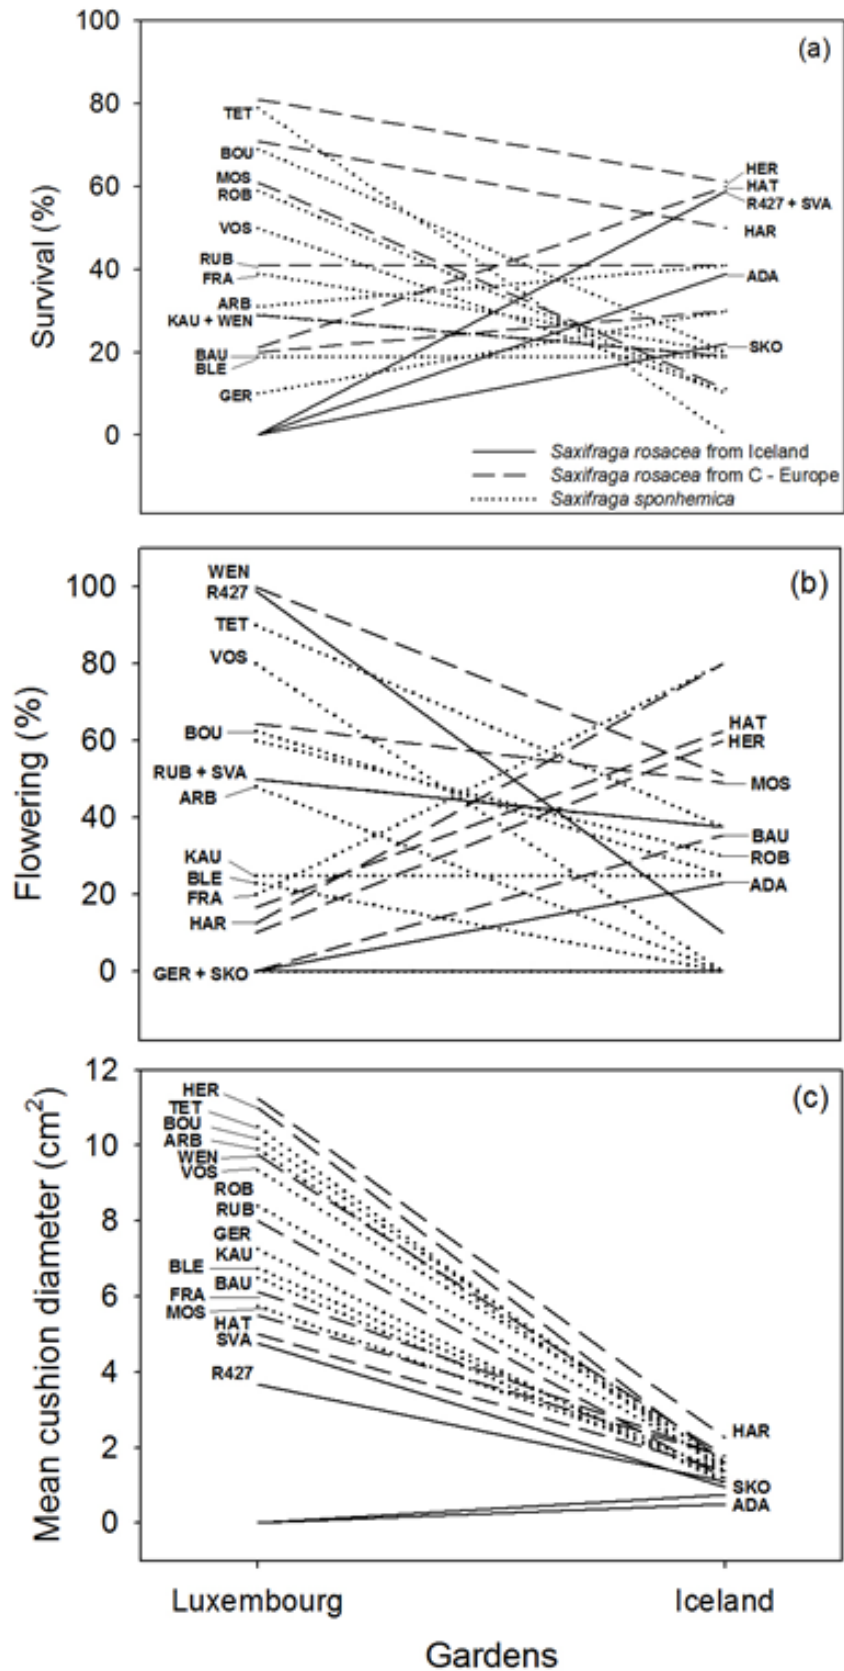 100
(a)
80
60
40
20
0
Survival (%)
TET
BOU
MOS
ROB
VOS
RUB
FRA
ARB
KAU + WEN
BAU
BLE
GER
HER
HAT
R427 + SVA
HAR
ADA
SKO
Saxifraga rosacea from Iceland
Saxifraga rosacea from C - Europe
Saxifraga sponhemica
(b)
100
80
60
40
20
0
Flowering (%)
WEN
R427
TET
VOS
BOU
RUB + SVA
ARB
KAU
BLE
FRA
HAR
GER + SKO
HAT
HER
MOS
BAU
ROB
ADA
(c)
12
10
8
6
4
2
0
Mean cushion diameter (cm²)
HER
TET
BOU
ARB
WEN
VOS
ROB
RUB
GER
KAU
BLE
BAU
FRA
MOS
HAT
SVA
R427
HAR
SKO
ADA
Luxembourg
Iceland
Gardens